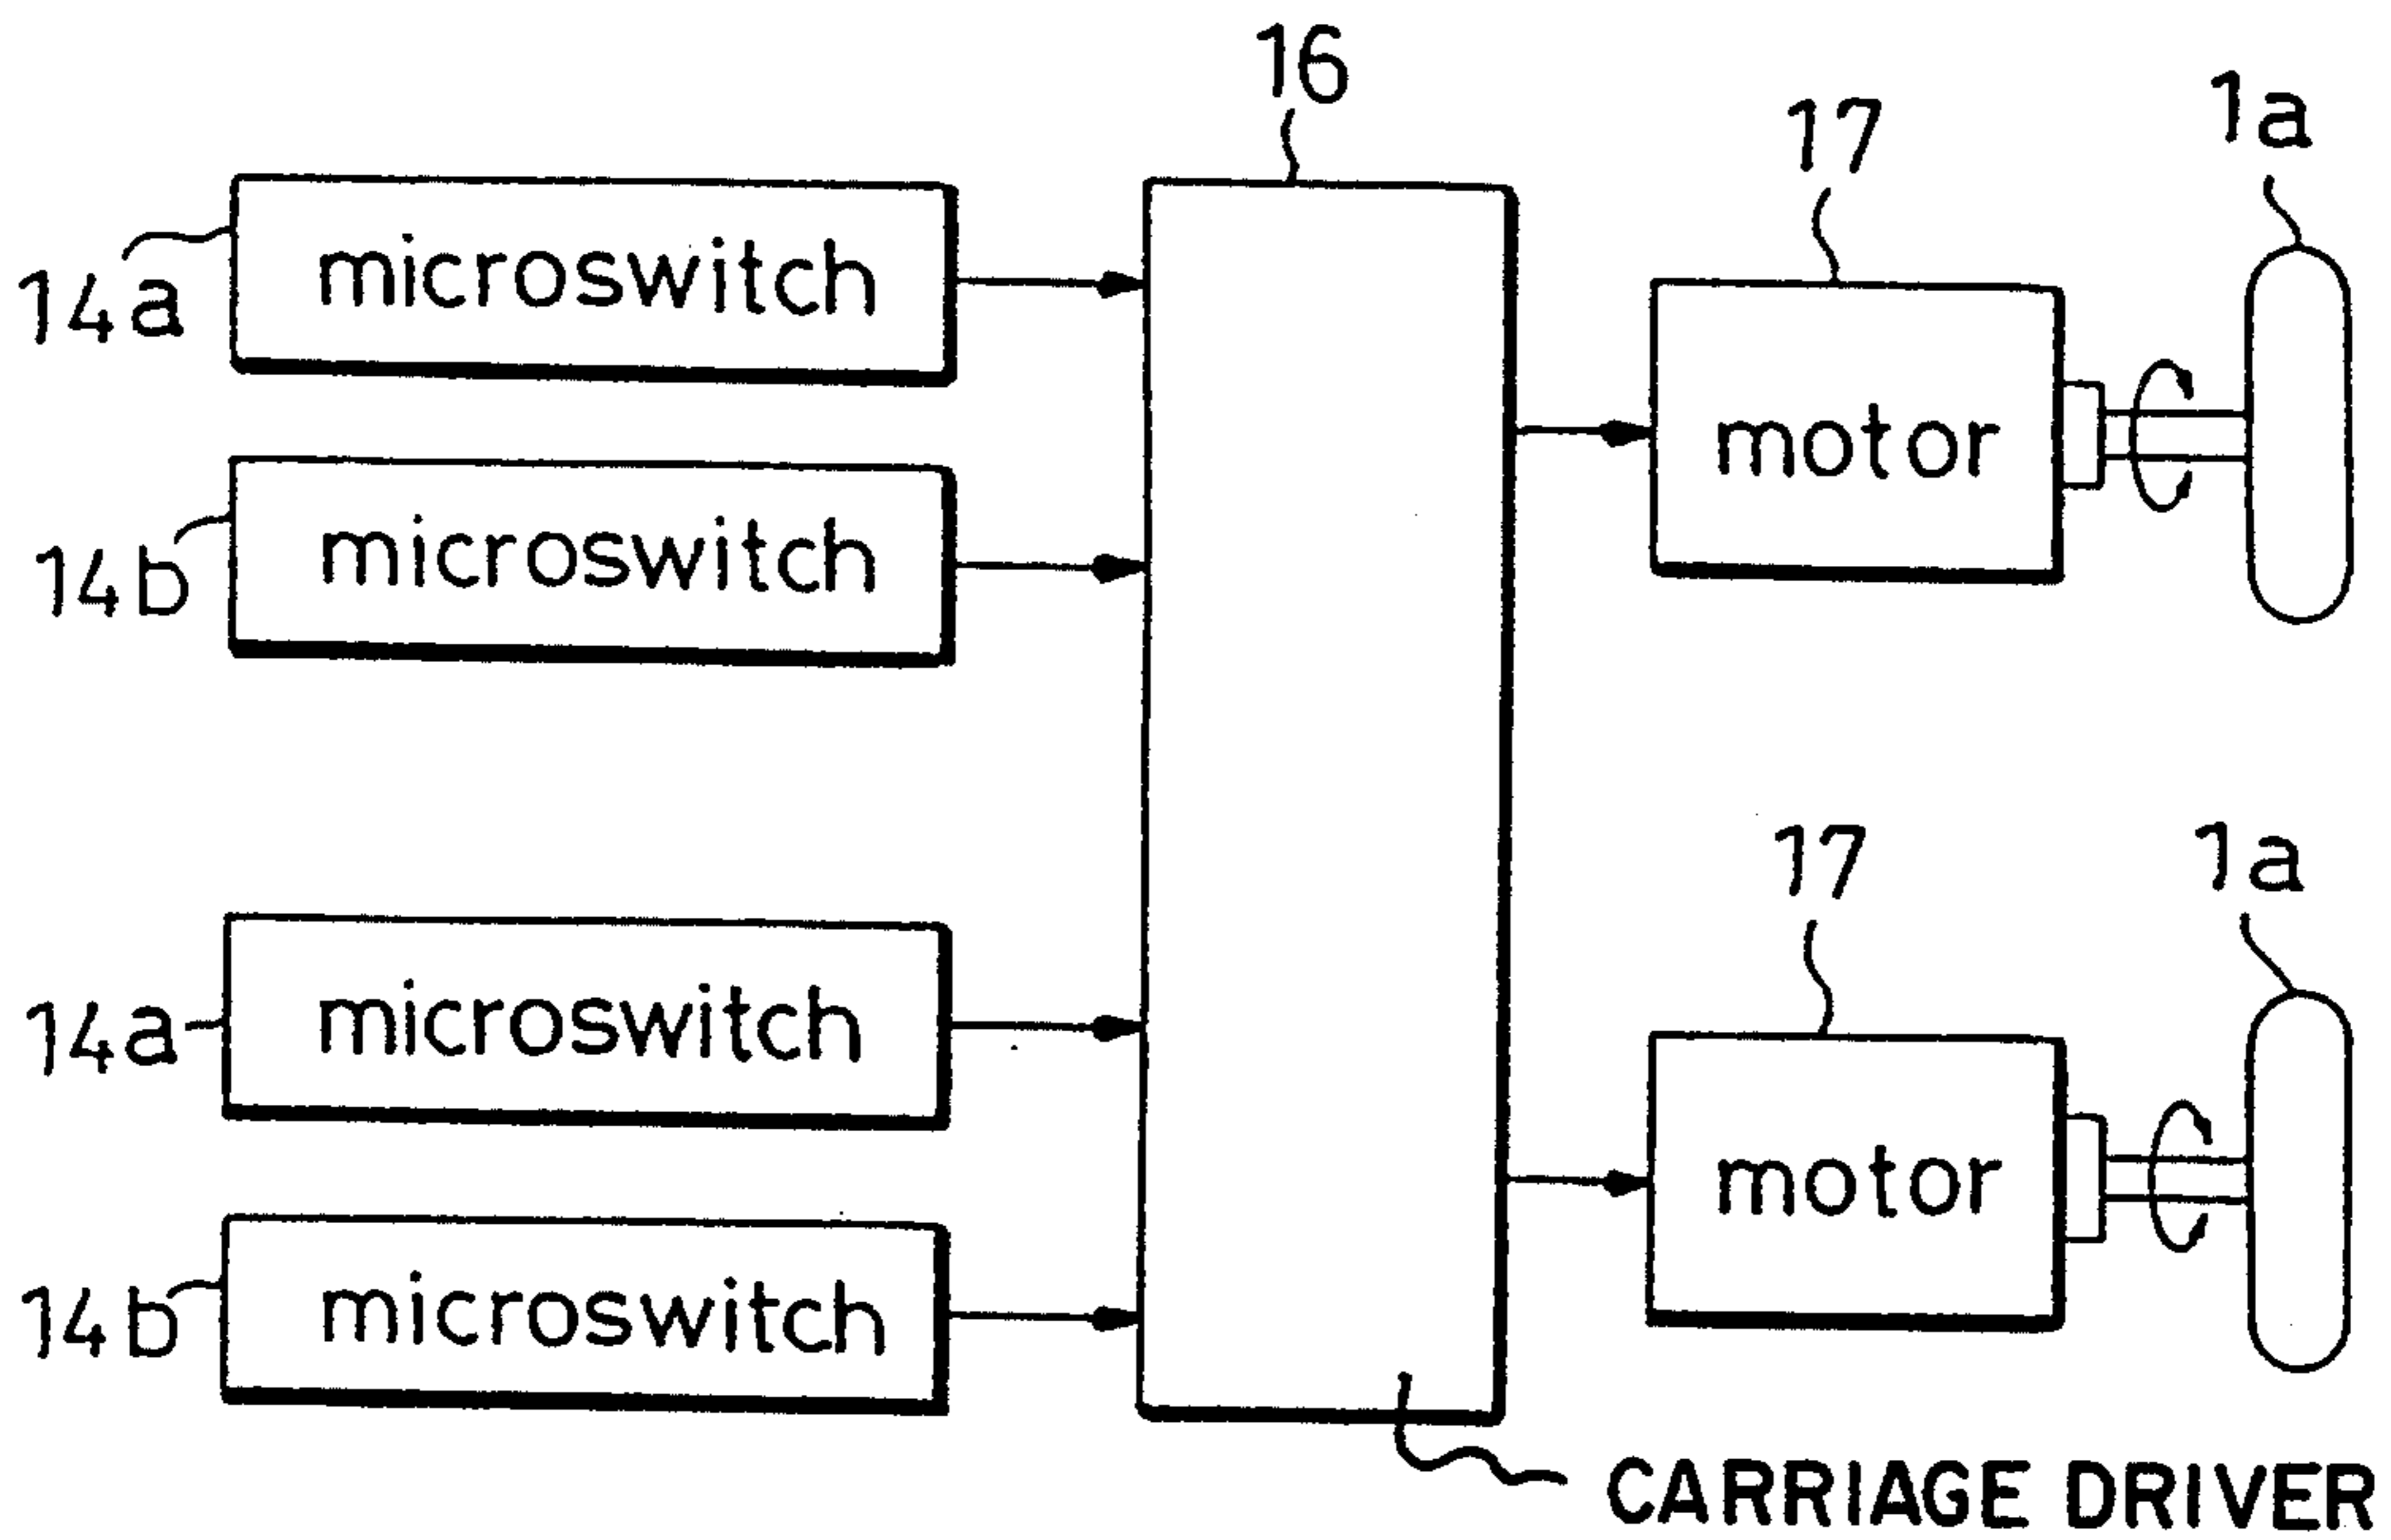 16
17
1a
14a
microswitch
motor
14b
microswitch
17
1a
14a
microswitch
motor
14b
microswitch
CARRIAGE DRIVER